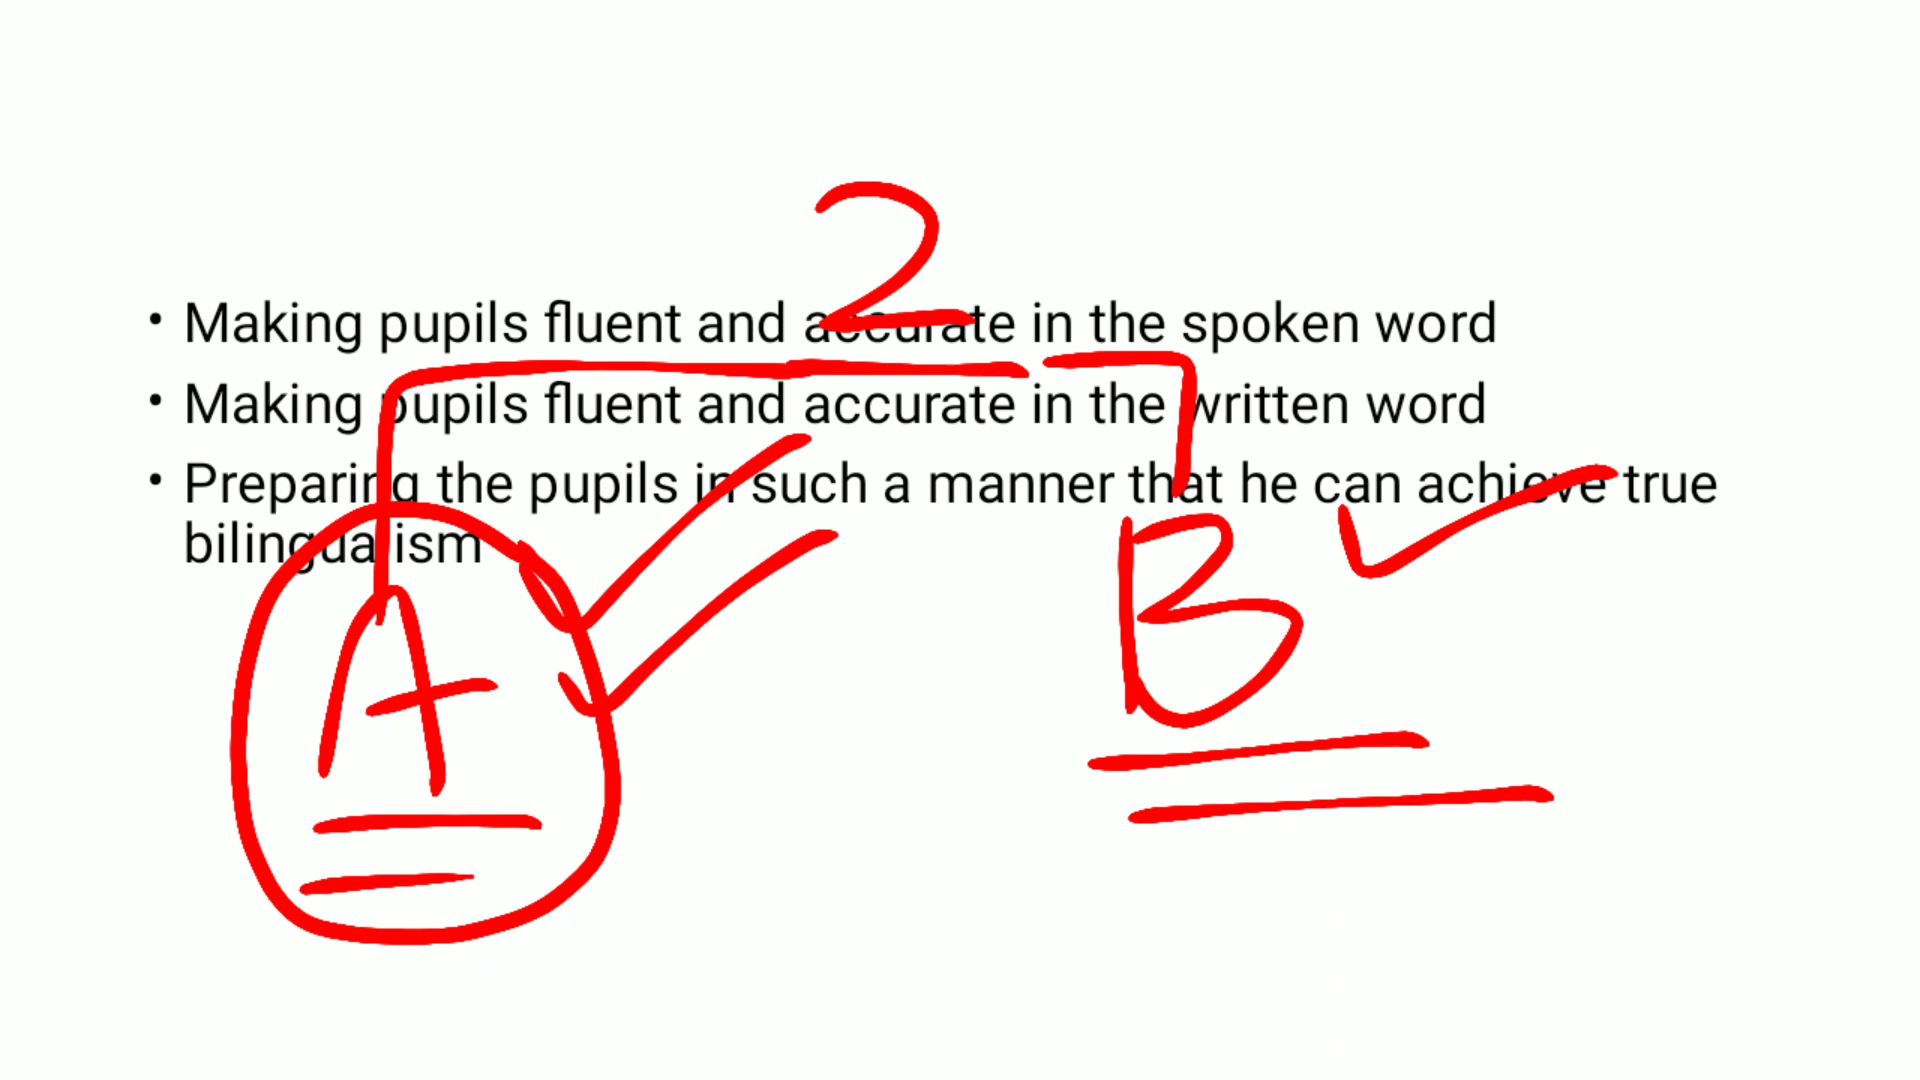 2
• Making pupils fluent and accurate in the spoken word
• Making pupils fluent and accurate in the written word
• Preparing the pupils in such a manner that he can achieve true
bilingualism
A B